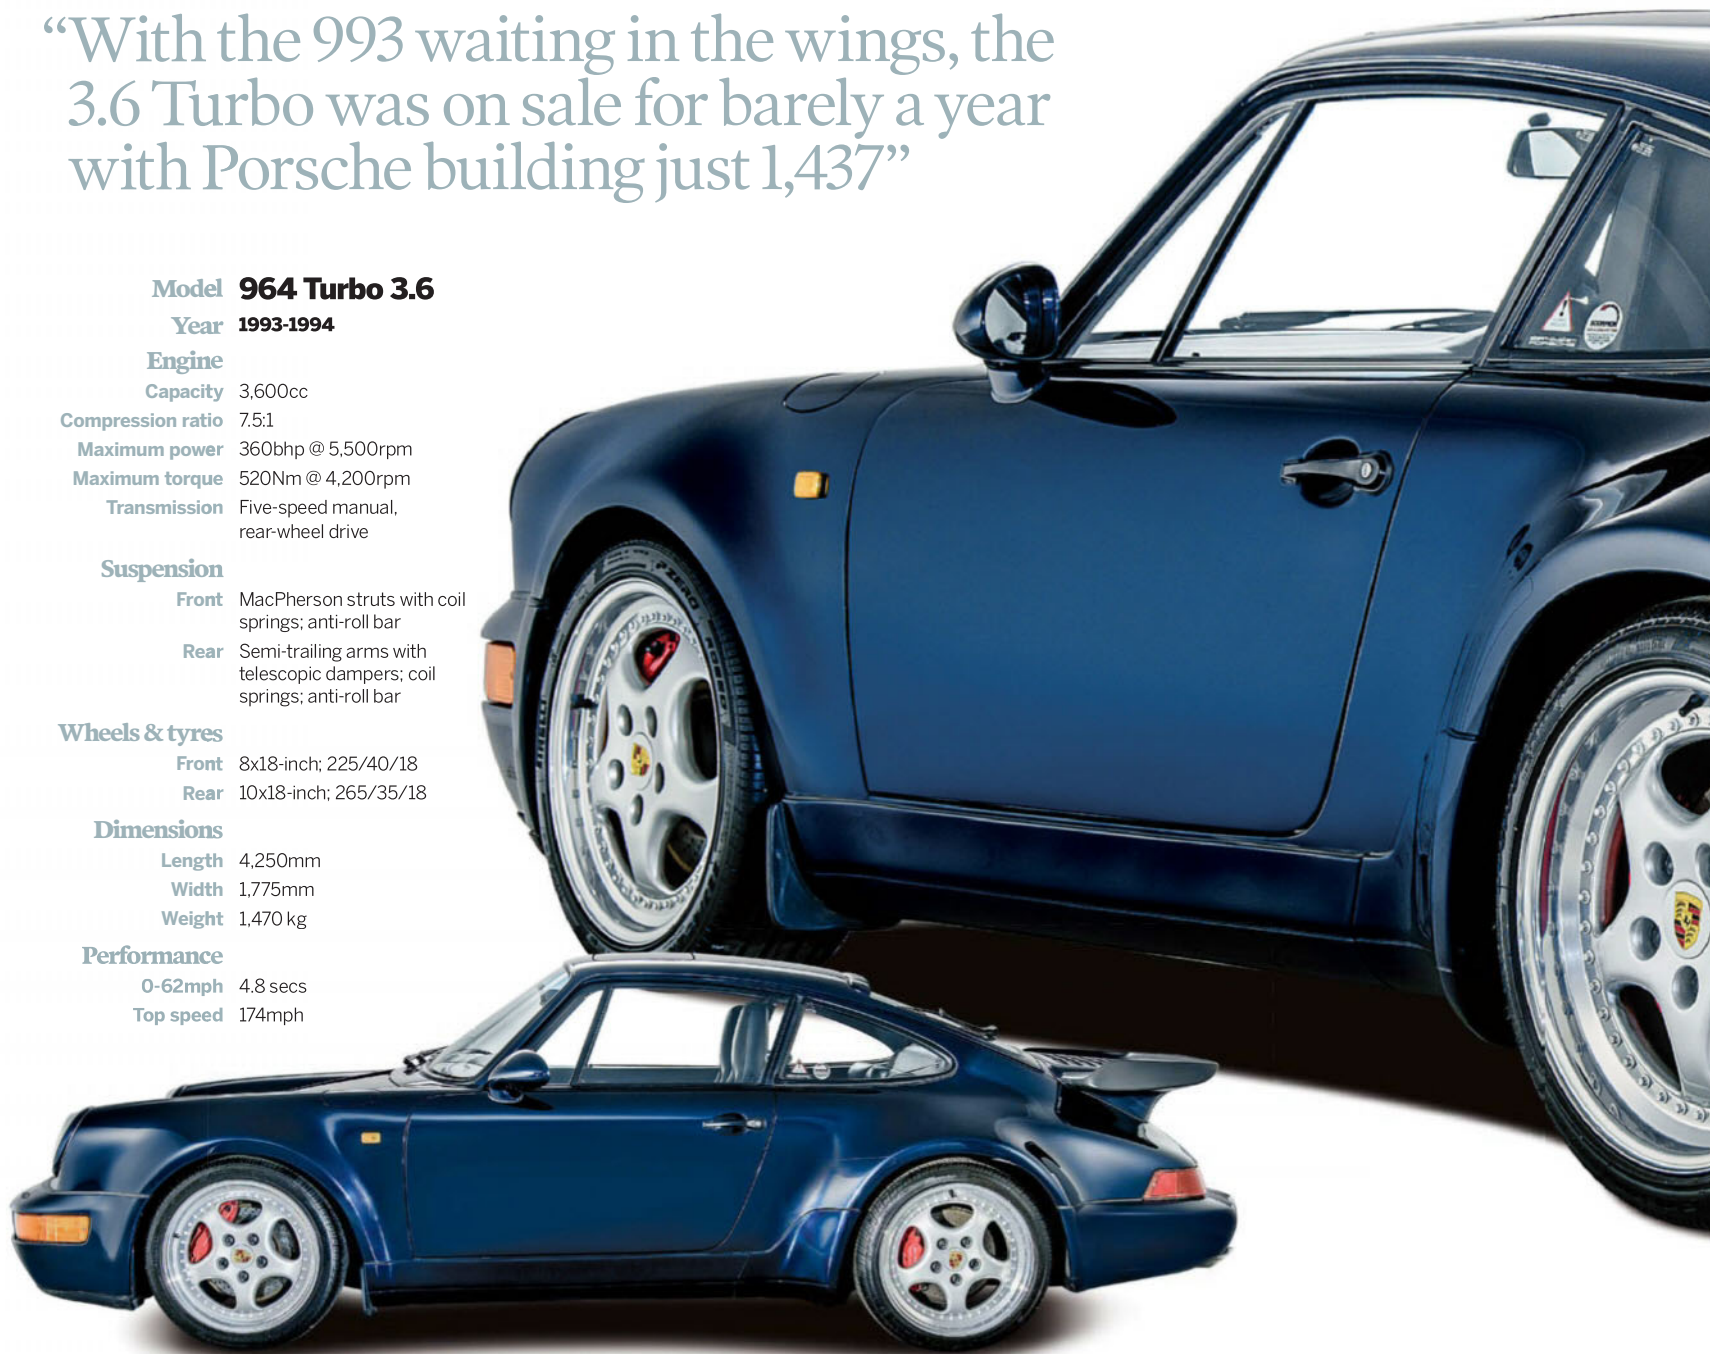 “With the 993 waiting in the wings, the
3.6 Turbo was on sale for barely a year
with Porsche building just 1,437”
Model 964 Turbo 3.6
Year 1993-1994
Engine
Capacity 3,600cc
Compression ratio 7.5:1
Maximum power 360bhp @ 5,500rpm
Maximum torque 520Nm @ 4,200rpm
Transmission Five-speed manual,
rear-wheel drive
Suspension
Front MacPherson struts with coil
springs; anti-roll bar
Rear Semi-trailing arms with
telescopic dampers; coil
springs; anti-roll bar
Wheels & tyres
Front 8x18-inch; 225/40/18
Rear 10x18-inch; 265/35/18
Dimensions
Length 4,250mm
Width 1,775mm
Weight 1,470 kg
Performance
0-62mph 4.8 secs
Top speed 174mph
PZERO